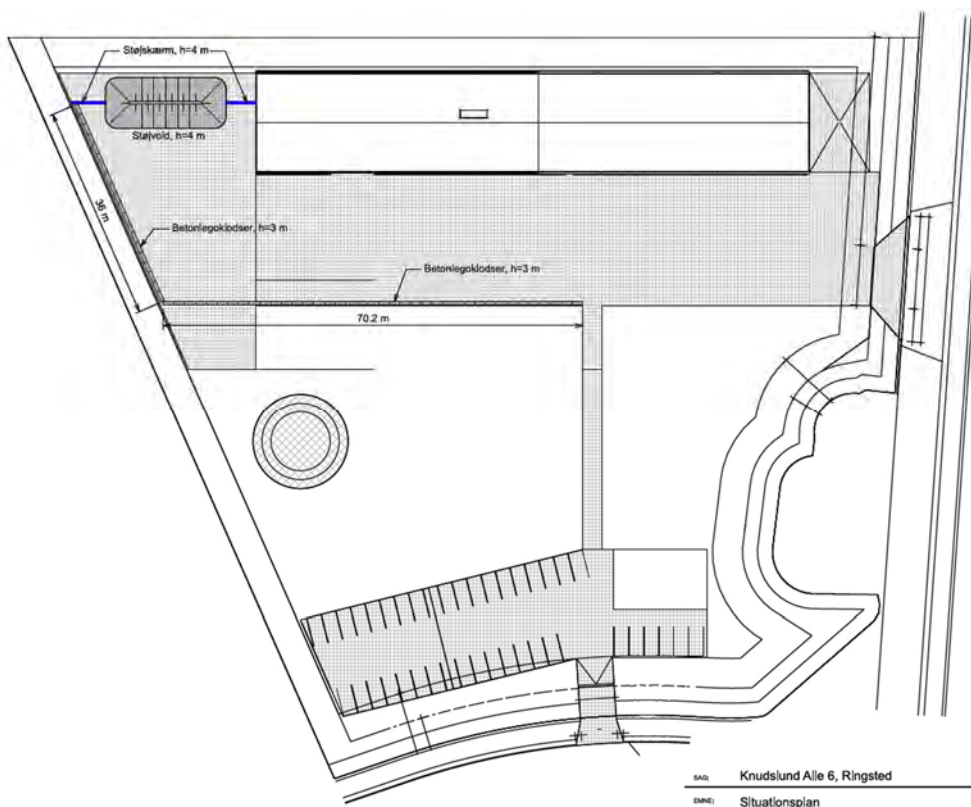 Støjskærm, h=4 m
Støjvold, h=4 m
36 m
Betonlegoklodser, h=3 m
Betonlegoklodser, h=3 m
70.2 m
SAG: Knudslund Alle 6, Ringsted
EMNE: Situationsplan